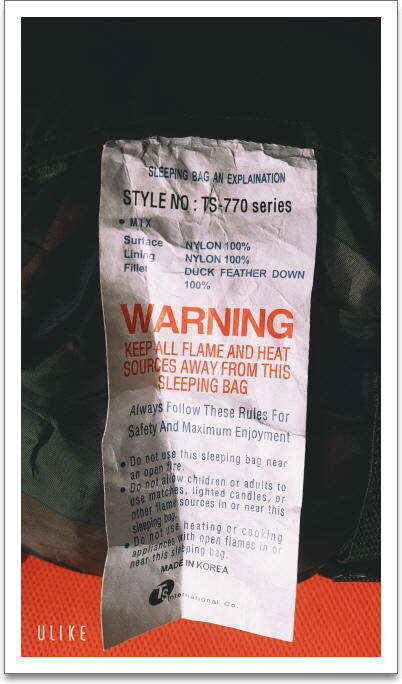 SLEEPING BAG AN EXPLAINATION
STYLE NO : TS-770 series
• MIX
Surface NYLON 100%
Lining NYLON 100%
Filler DUCK FEATHER DOWN
100%
WARNING
KEEP ALL FLAME AND HEAT
SOURCES AWAY FROM THIS
SLEEPING BAG
Always Follow These Rules For
Safety And Maximum Enjoyment
• Do not use this sleeping bag near
an open fire.
• Do not allow children or adults to
use matches, lighted candles, or
other flame sources in or near this
sleeping bag.
• Do not use heating or cooking
appliances with open flames in or
near this sleeping bag.
MADE IN KOREA
TS International Co
ULIKE